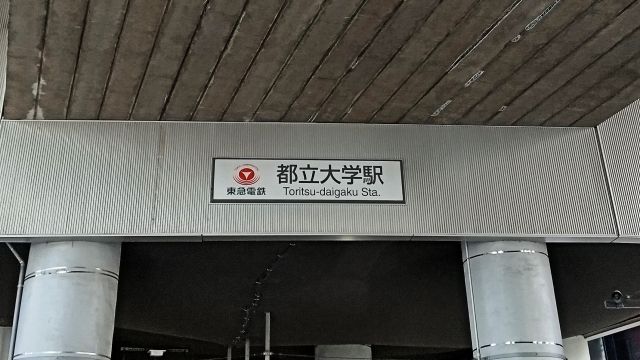 都立大学駅
Toritsu-daigaku Sta.
東急電鉄